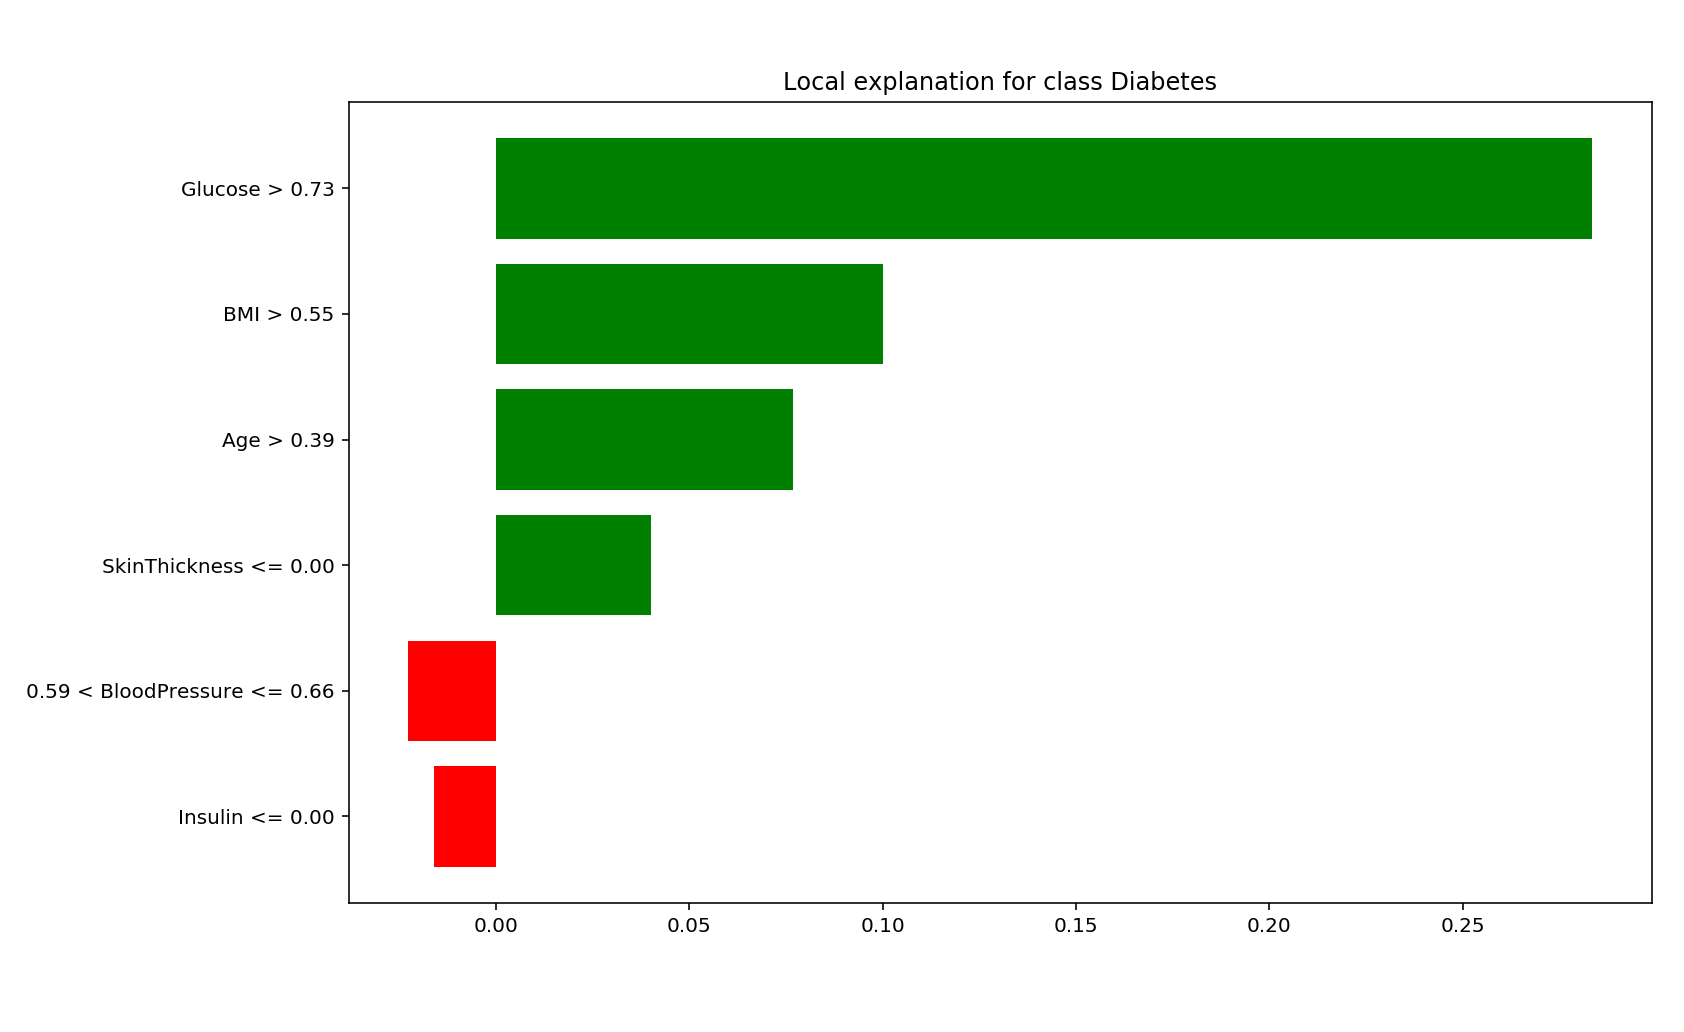 Local explanation for class Diabetes
Glucose > 0.73
BMI > 0.55
Age > 0.39
SkinThickness <= 0.00
0.59 < BloodPressure <= 0.66
Insulin <= 0.00
0.00 0.05 0.10 0.15 0.20 0.25